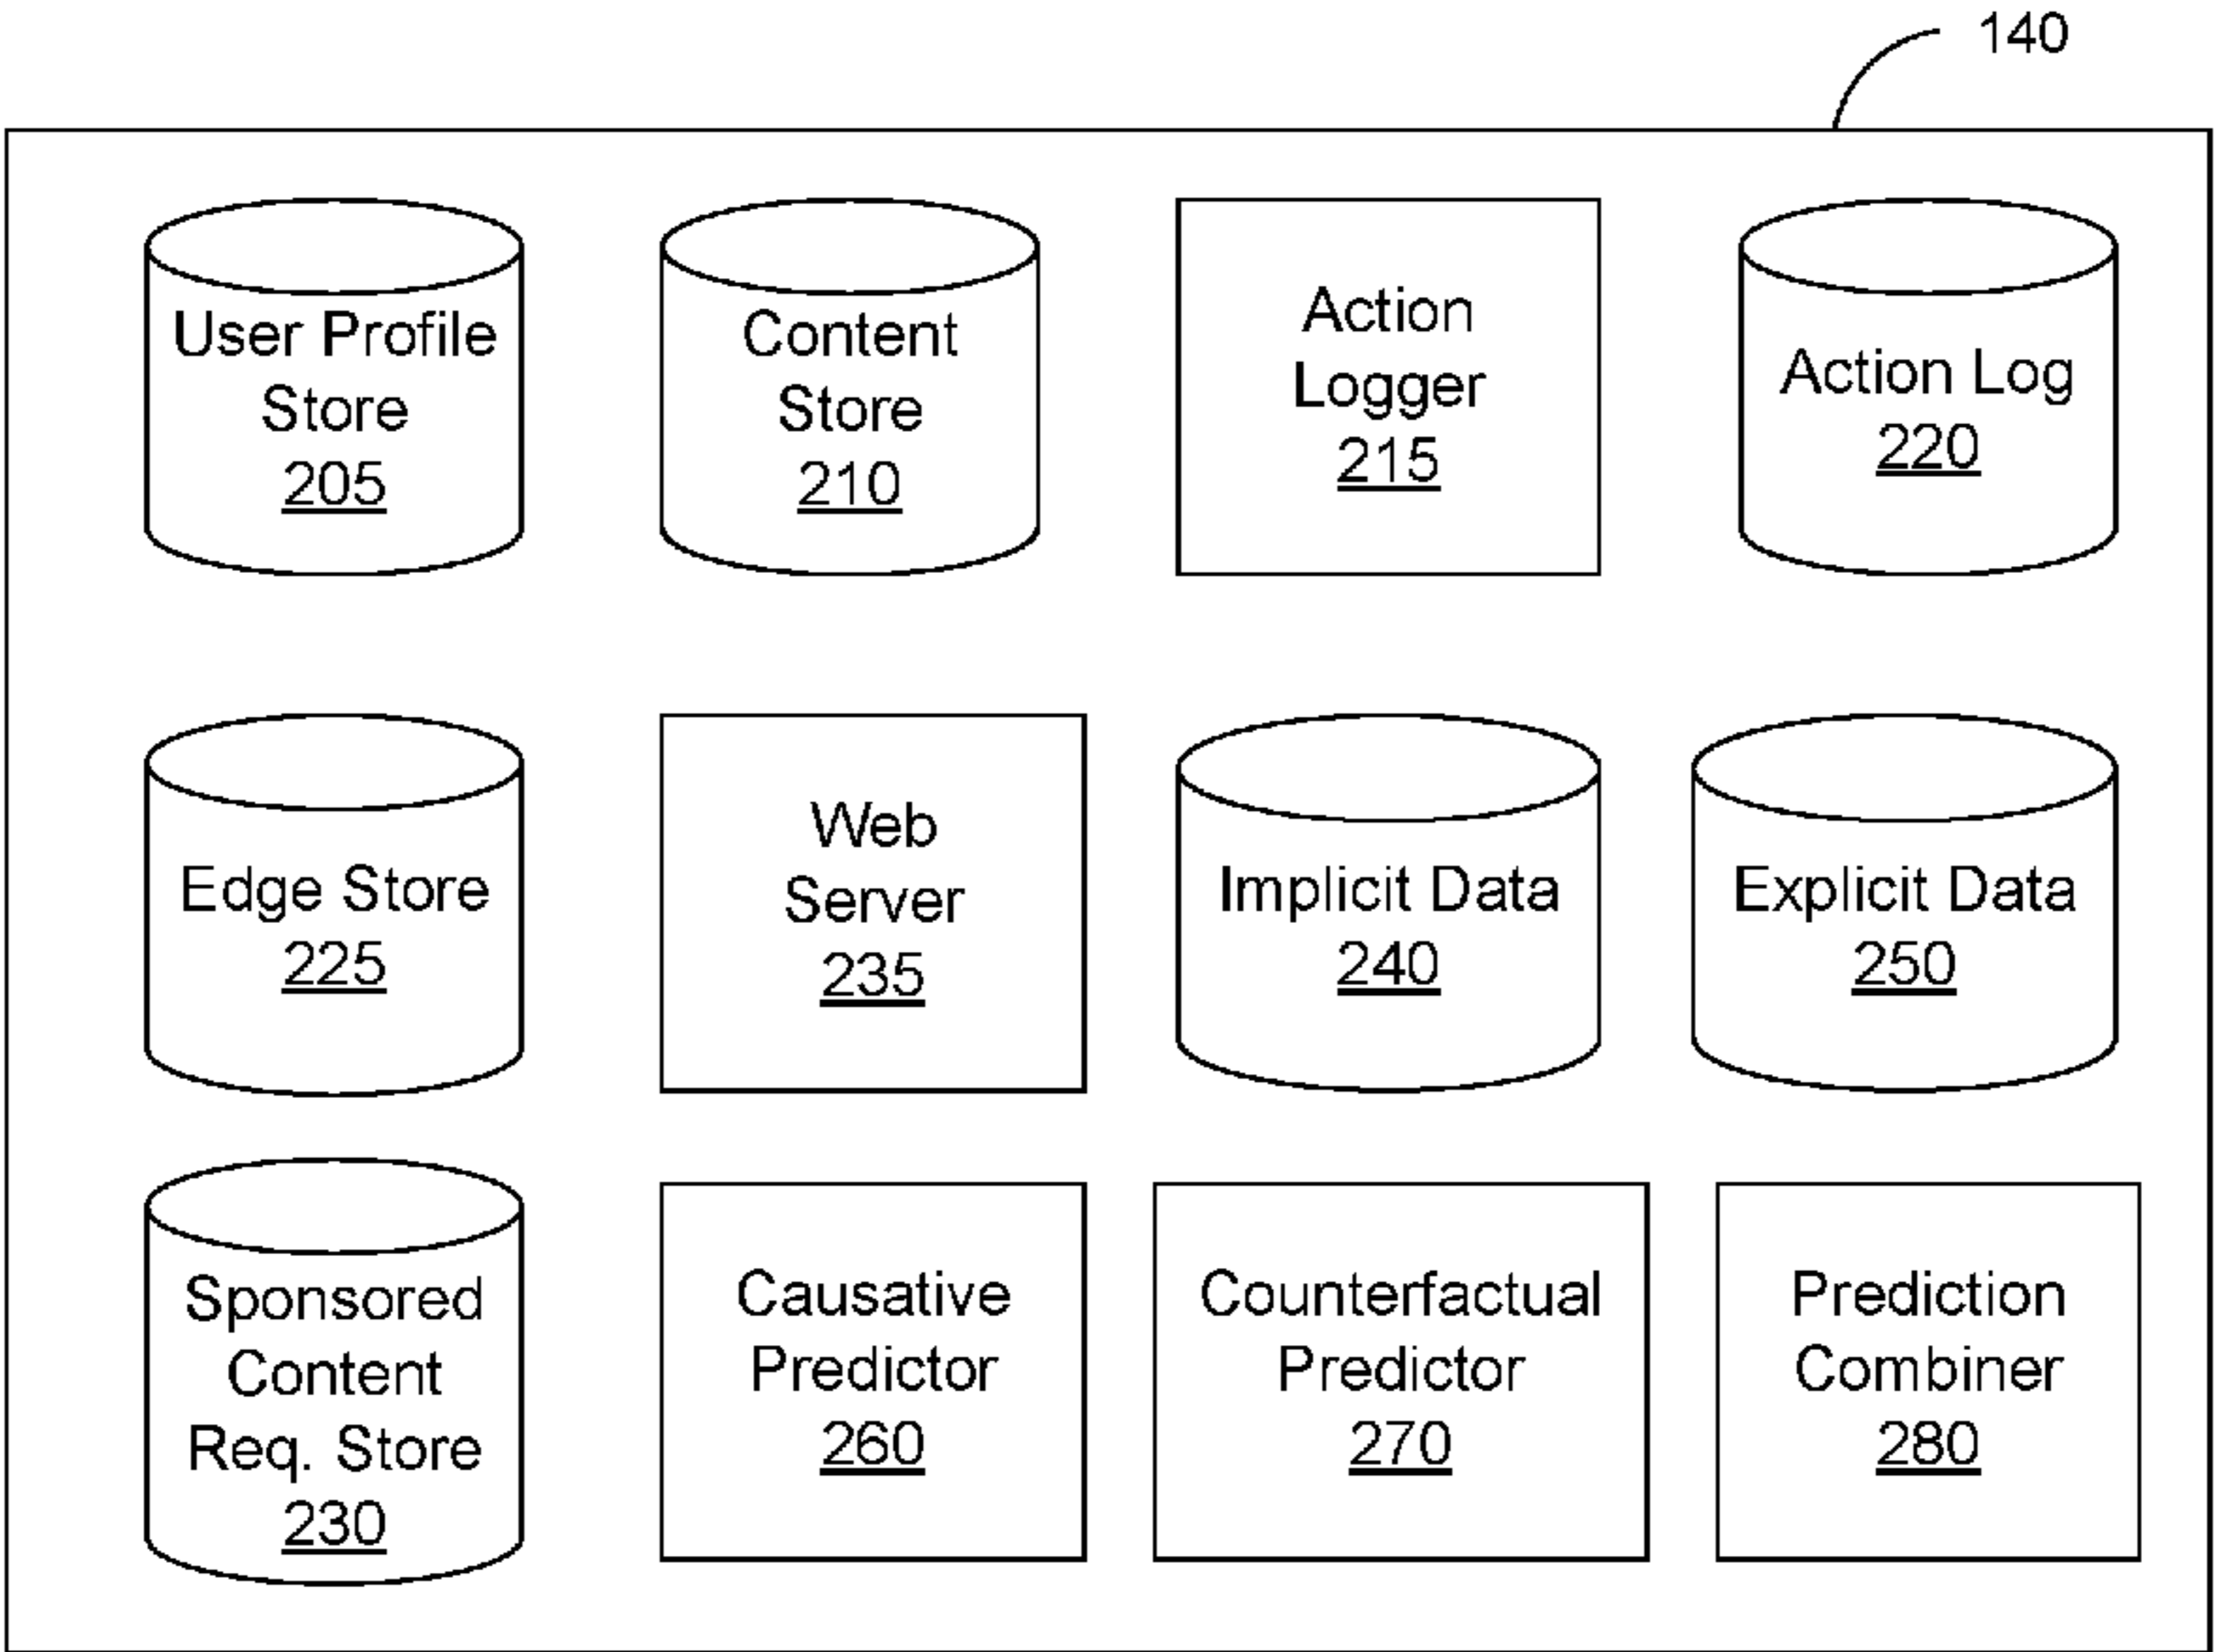 140
User Profile
Store
205
Content
Store
210
Action
Logger
215
Action Log
220
Edge Store
225
Web
Server
235
Implicit Data
240
Explicit Data
250
Sponsored
Content
Req. Store
230
Causative
Predictor
260
Counterfactual
Predictor
270
Prediction
Combiner
280